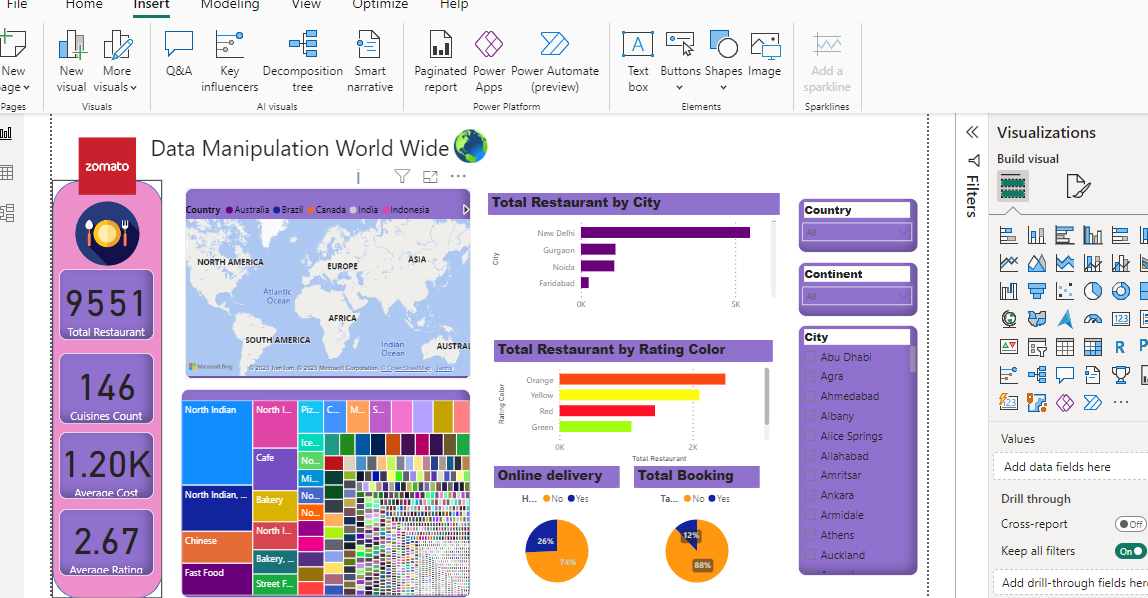 File Home Insert Modeling View Optimize Help
New
page
Pages
New
visual
More
visuals
Visuals
Q&A
Key
influencers
Decomposition
tree
Smart
narrative
AI visuals
Paginated
report
Power
Apps
Power Automate
(preview)
Power Platform
Text
box
Buttons
Shapes
Image
Elements
Add a
sparkline
Sparklines
zomato
Data Manipulation World Wide
9551
Total Restaurant
146
Cuisines Count
1.20K
Average Cost
2.67
Average Rating
Country Australia Brazil Canada India Indonesia
NORTH AMERICA
EUROPE
ASIA
Atlantic
Ocean
AFRICA
SOUTH AMERICA
Indian
Ocean
AUSTRAL
Microsoft Bing
© 2023 TomTom, © 2023 Microsoft Corporation, © OpenStreetMap Terms
North Indian
North Indian, ...
Chinese
Fast Food
North I...
Cafe
Bakery
North I...
Bakery, ...
Street F...
Piz...
C...
M...
S...
Ice...
No...
Mi...
No...
No...
Total Restaurant by City
City
New Delhi
Gurgaon
Noida
Faridabad
0K 5K
Total Restaurant by Rating Color
Rating Color
Orange
Yellow
Red
Green
0K 2K
Total Restaurant
Online delivery
H... No Yes
26%
74%
Total Booking
Ta... No Yes
12%
88%
Country
All
Continent
All
City
Abu Dhabi
Agra
Ahmedabad
Albany
Alice Springs
Allahabad
Amritsar
Ankara
Armidale
Athens
Auckland
Filters
Visualizations
Build visual
123
R
123
Values
Add data fields here
Drill through
Cross-report Off
Keep all filters On
Add drill-through fields here